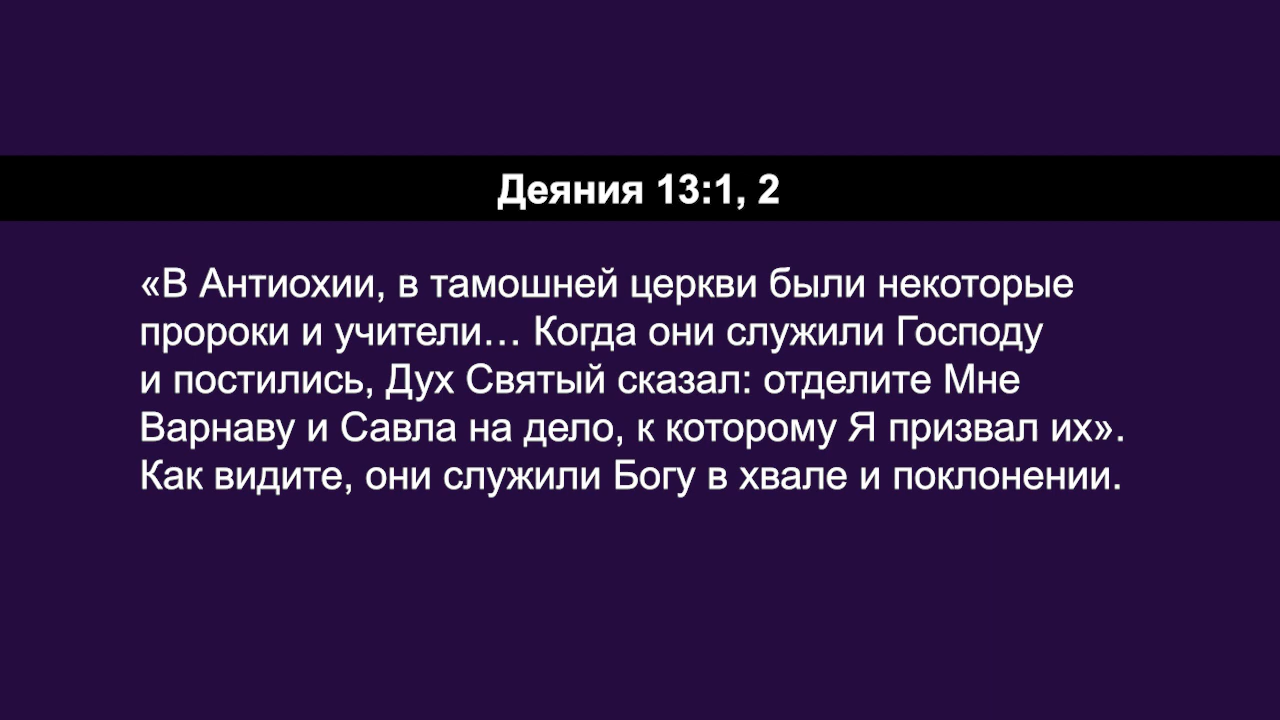 Деяния 13:1, 2
«В Антиохии, в тамошней церкви были некоторые
пророки и учители… Когда они служили Господу
и постились, Дух Святый сказал: отделите Мне
Варнаву и Савла на дело, к которому Я призвал их».
Как видите, они служили Богу в хвале и поклонении.